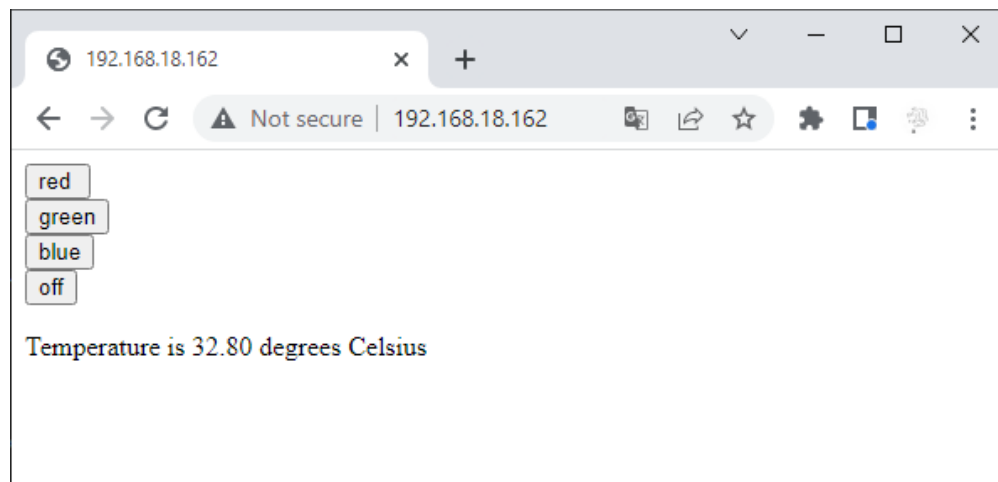 192.168.18.162
Not secure 192.168.18.162
red
green
blue
off
Temperature is 32.80 degrees Celsius